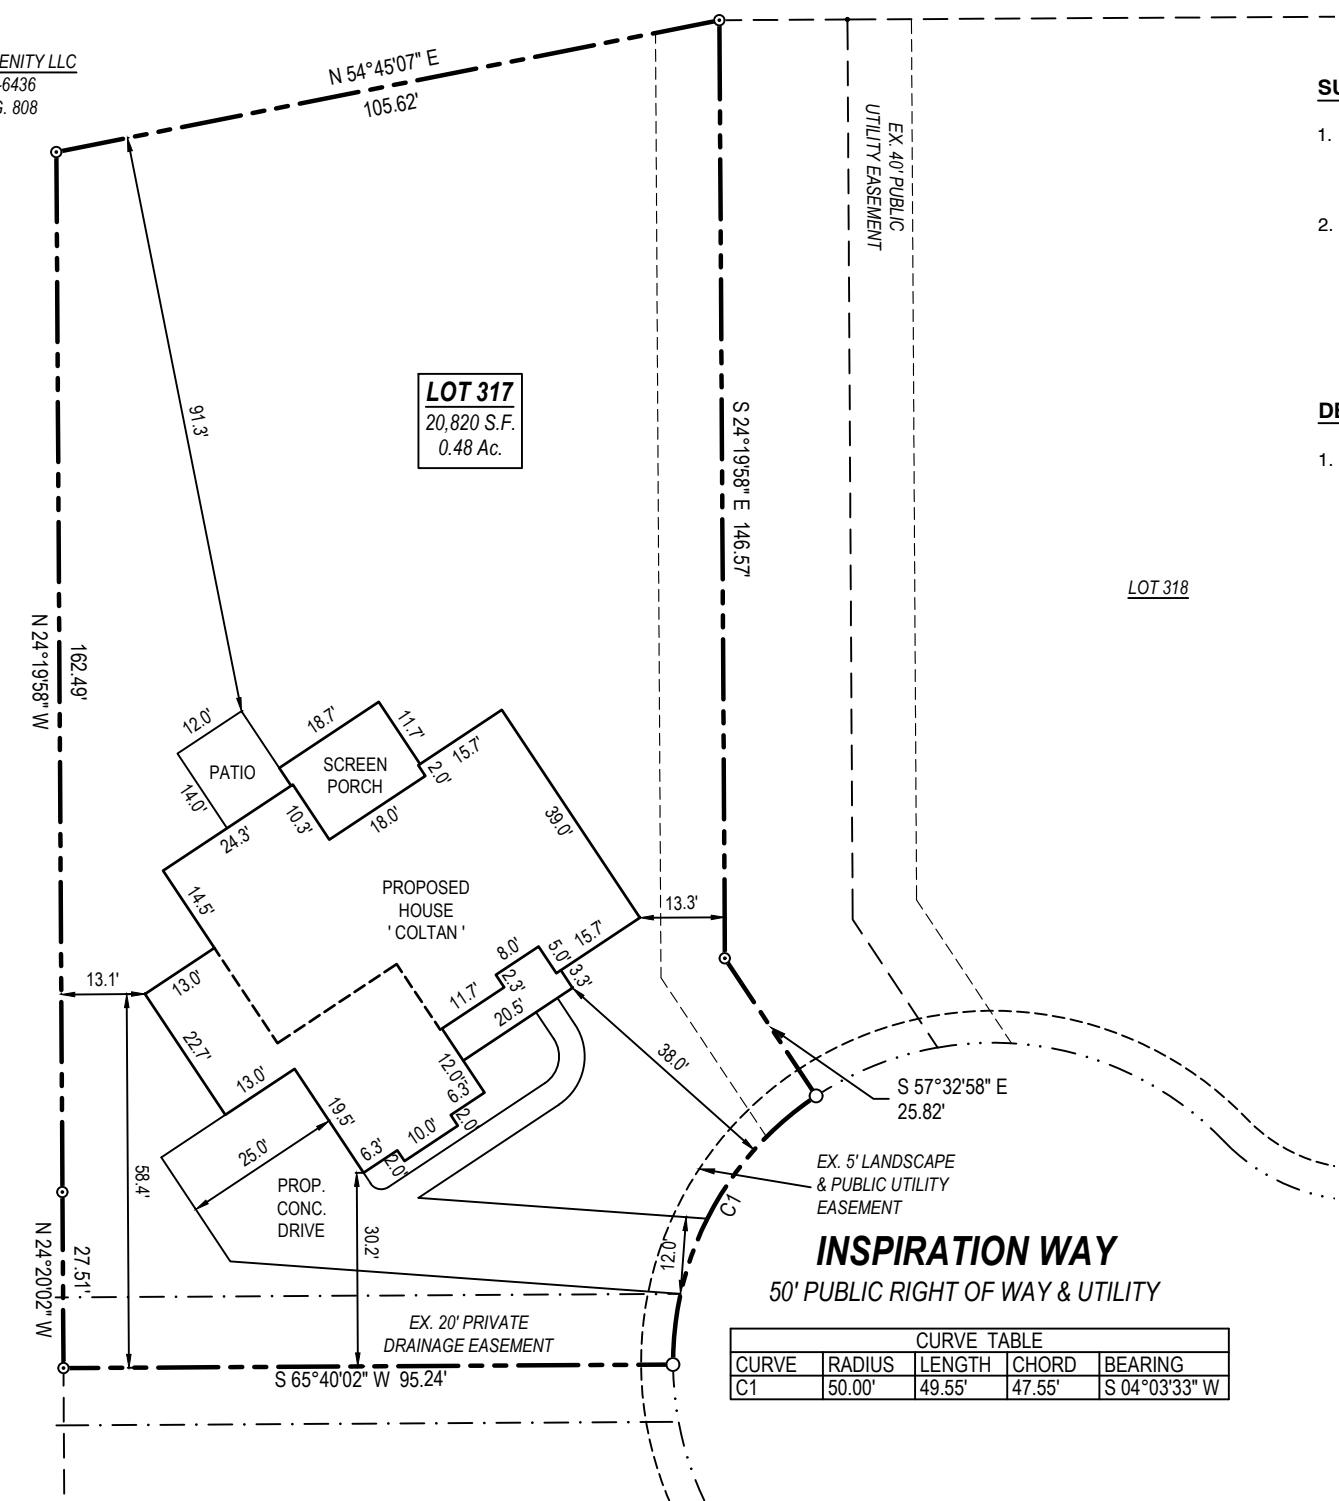 ENITY LLC
-6436
G. 808
N 54°45'07" E
105.62'
EX. 40' PUBLIC
UTILITY EASEMENT
SU
1.
2.
DE
1.
91.3'
LOT 317
20,820 S.F.
0.48 Ac.
S 24°19'58" E 146.57'
LOT 318
N 24°19'58" W
162.49'
12.0'
18.7'
11.7'
15.7'
PATIO
SCREEN
PORCH
2.0'
14.0'
10.3'
18.0'
24.3'
39.0'
14.5'
PROPOSED
HOUSE
' COLTAN '
13.3'
15.7'
8.0'
5.0'
3.3'
13.1'
13.0'
11.7'
2.3'
20.5'
22.7'
38.0'
12.0'
6.3'
13.0'
19.5'
2.0'
10.0'
6.3'
2.0'
25.0'
S 57°32'58" E
25.82'
EX. 5' LANDSCAPE
& PUBLIC UTILITY
EASEMENT
58.4'
PROP.
CONC.
DRIVE
30.2'
C1
12.0'
INSPIRATION WAY
50' PUBLIC RIGHT OF WAY & UTILITY
N 24°20'02" W
27.51'
EX. 20' PRIVATE
DRAINAGE EASEMENT
S 65°40'02" W 95.24'
CURVE TABLE
CURVE RADIUS LENGTH CHORD BEARING
C1 50.00' 49.55' 47.55' S 04°03'33" W